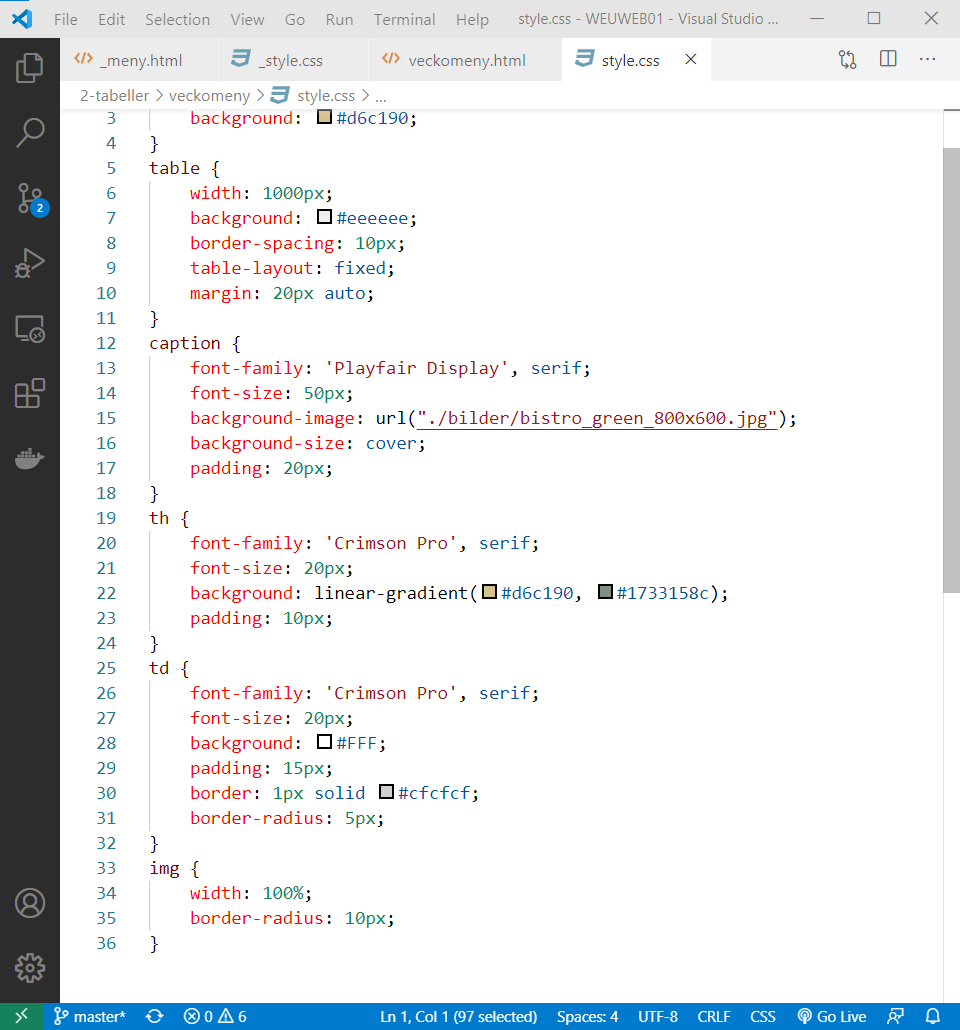 File Edit Selection View Go Run Terminal Help style.css - WEUWEB01 - Visual Studio ...
_meny.html _style.css veckomeny.html style.css
2-tabeller > veckomeny > style.css > ...
3 background: #d6c190;
4 }
5 table {
6 width: 1000px;
7 background: #eeeeee;
8 border-spacing: 10px;
9 table-layout: fixed;
10 margin: 20px auto;
11 }
12 caption {
13 font-family: 'Playfair Display', serif;
14 font-size: 50px;
15 background-image: url("./bilder/bistro_green_800x600.jpg");
16 background-size: cover;
17 padding: 20px;
18 }
19 th {
20 font-family: 'Crimson Pro', serif;
21 font-size: 20px;
22 background: linear-gradient(#d6c190, #1733158c);
23 padding: 10px;
24 }
25 td {
26 font-family: 'Crimson Pro', serif;
27 font-size: 20px;
28 background: #FFF;
29 padding: 15px;
30 border: 1px solid #cfcfcf;
31 border-radius: 5px;
32 }
33 img {
34 width: 100%;
35 border-radius: 10px;
36 }
2
master* 0 6 Ln 1, Col 1 (97 selected) Spaces: 4 UTF-8 CRLF CSS Go Live